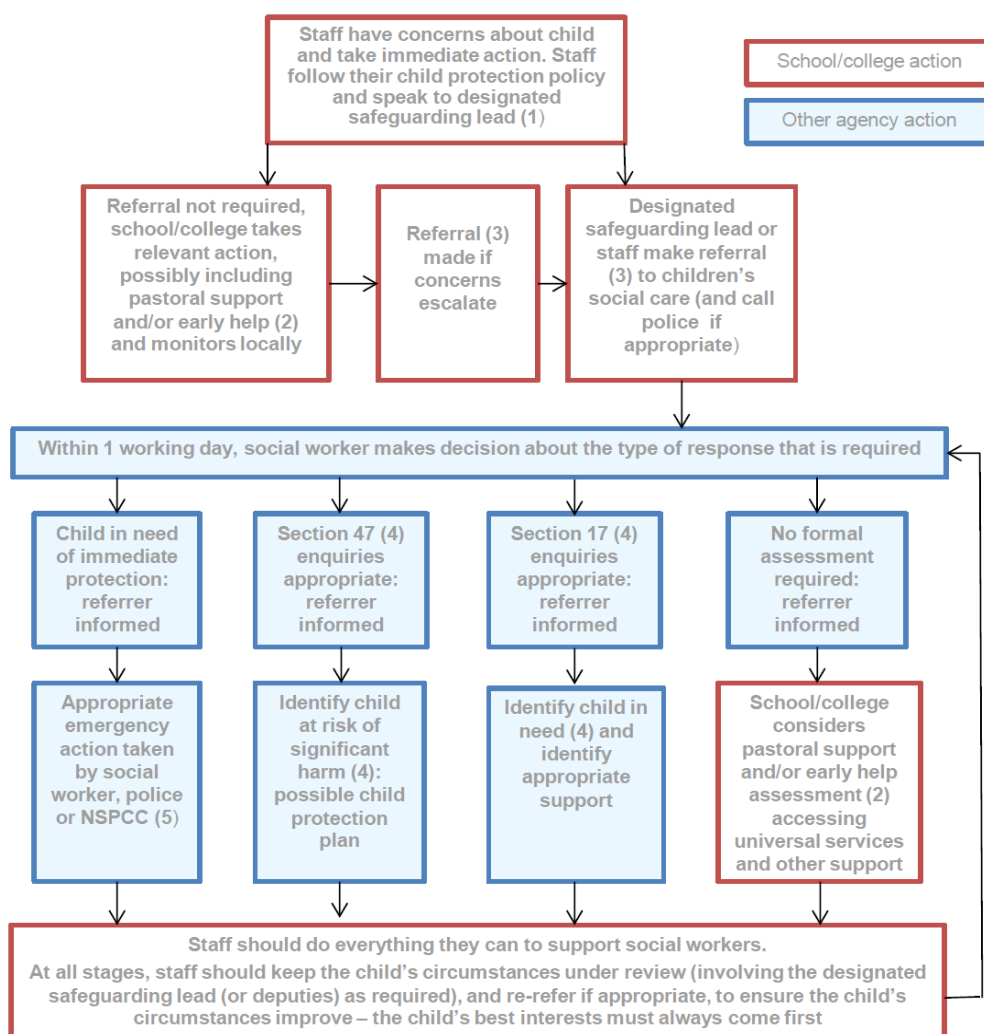 Staff have concerns about child
and take immediate action. Staff
follow their child protection policy
and speak to designated
safeguarding lead (1)
School/college action
Other agency action
Referral not required,
school/college takes
relevant action,
possibly including
pastoral support
and/or early help (2)
and monitors locally
Referral (3)
made if
concerns
escalate
Designated
safeguarding lead or
staff make referral
(3) to children’s
social care (and call
police if
appropriate)
Within 1 working day, social worker makes decision about the type of response that is required
Child in need
of immediate
protection:
referrer
informed
Section 47 (4)
enquiries
appropriate:
referrer
informed
Section 17 (4)
enquiries
appropriate:
referrer
informed
No formal
assessment
required:
referrer
informed
Appropriate
emergency
action taken
by social
worker, police
or NSPCC (5)
Identify child
at risk of
significant
harm (4):
possible child
protection
plan
Identify child in
need (4) and
identify
appropriate
support
School/college
considers
pastoral support
and/or early help
assessment (2)
accessing
universal services
and other support
Staff should do everything they can to support social workers.
At all stages, staff should keep the child’s circumstances under review (involving the designated
safeguarding lead (or deputies) as required), and re-refer if appropriate, to ensure the child’s
circumstances improve – the child’s best interests must always come first